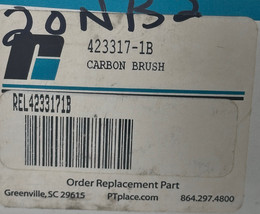 20NB2
423317-1B
CARBON BRUSH
REL4233171B
Order Replacement Part
Greenville, SC 29615 PTplace.com 864.297.4800